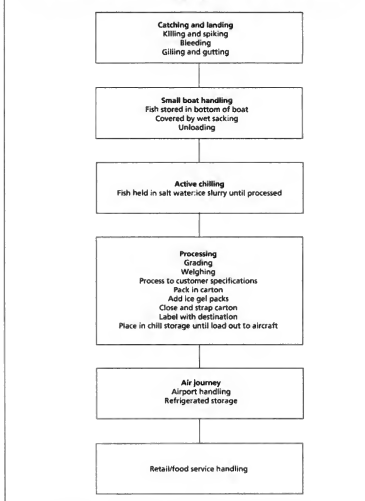 Catching and landing
Killing and spiking
Bleeding
Gilling and gutting
Small boat handling
Fish stored in bottom of boat
Covered by wet sacking
Unloading
Active chilling
Fish held in salt water:ice slurry until processed
Processing
Grading
Weighing
Process to customer specifications
Pack in carton
Add ice gel packs
Close and strap carton
Label with destination
Place in chill storage until load out to aircraft
Air journey
Airport handling
Refrigerated storage
Retail/food service handling